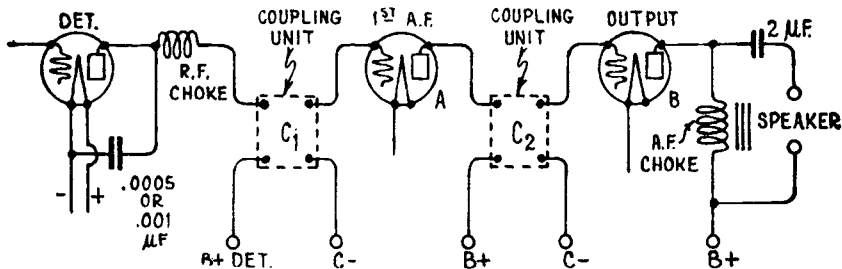 DET.
R.F.
CHOKE
-
+
.0005
OR
.001
µF
COUPLING
UNIT
C1
B+ DET.
C-
1ST A.F.
A
COUPLING
UNIT
C2
B+
C-
OUTPUT
B
2 µF.
A.F.
CHOKE
SPEAKER
B+